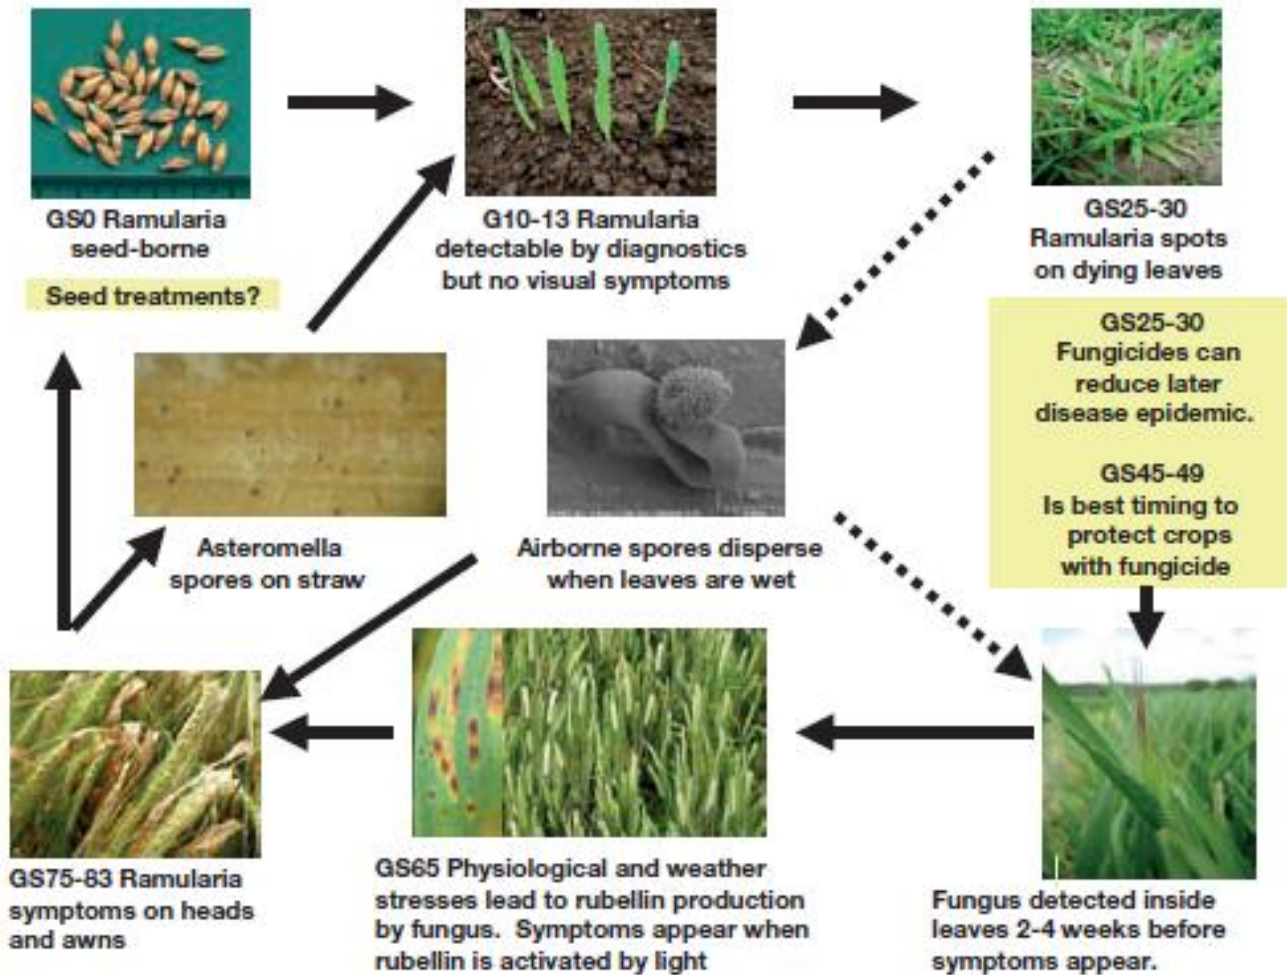 GS0 Ramularia
seed-borne
Seed treatments?
G10-13 Ramularia
detectable by diagnostics
but no visual symptoms
GS25-30
Ramularia spots
on dying leaves
GS25-30
Fungicides can
reduce later
disease epidemic.
GS45-49
Is best timing to
protect crops
with fungicide
Asteromella
spores on straw
Airborne spores disperse
when leaves are wet
GS75-83 Ramularia
symptoms on heads
and awns
GS65 Physiological and weather
stresses lead to rubellin production
by fungus. Symptoms appear when
rubellin is activated by light
Fungus detected inside
leaves 2-4 weeks before
symptoms appear.